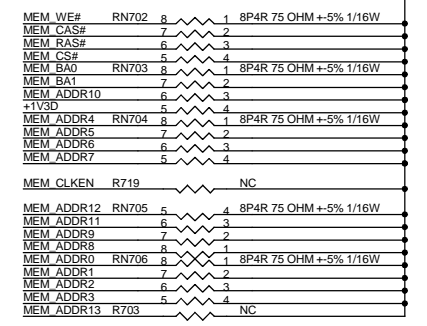 MEM_WE# RN702 8 1 8P4R 75 OHM +-5% 1/16W
MEM_CAS# 7 2
MEM_RAS# 6 3
MEM_CS# 5 4
MEM_BA0 RN703 8 1 8P4R 75 OHM +-5% 1/16W
MEM_BA1 7 2
MEM_ADDR10 6 3
+1V3D 5 4
MEM_ADDR4 RN704 8 1 8P4R 75 OHM +-5% 1/16W
MEM_ADDR5 7 2
MEM_ADDR6 6 3
MEM_ADDR7 5 4
MEM_CLKEN R719 NC
MEM_ADDR12 RN705 5 4 8P4R 75 OHM +-5% 1/16W
MEM_ADDR11 6 3
MEM_ADDR9 7 2
MEM_ADDR8 8 1
MEM_ADDR0 RN706 8 1 8P4R 75 OHM +-5% 1/16W
MEM_ADDR1 7 2
MEM_ADDR2 6 3
MEM_ADDR3 5 4
MEM_ADDR13 R703 NC